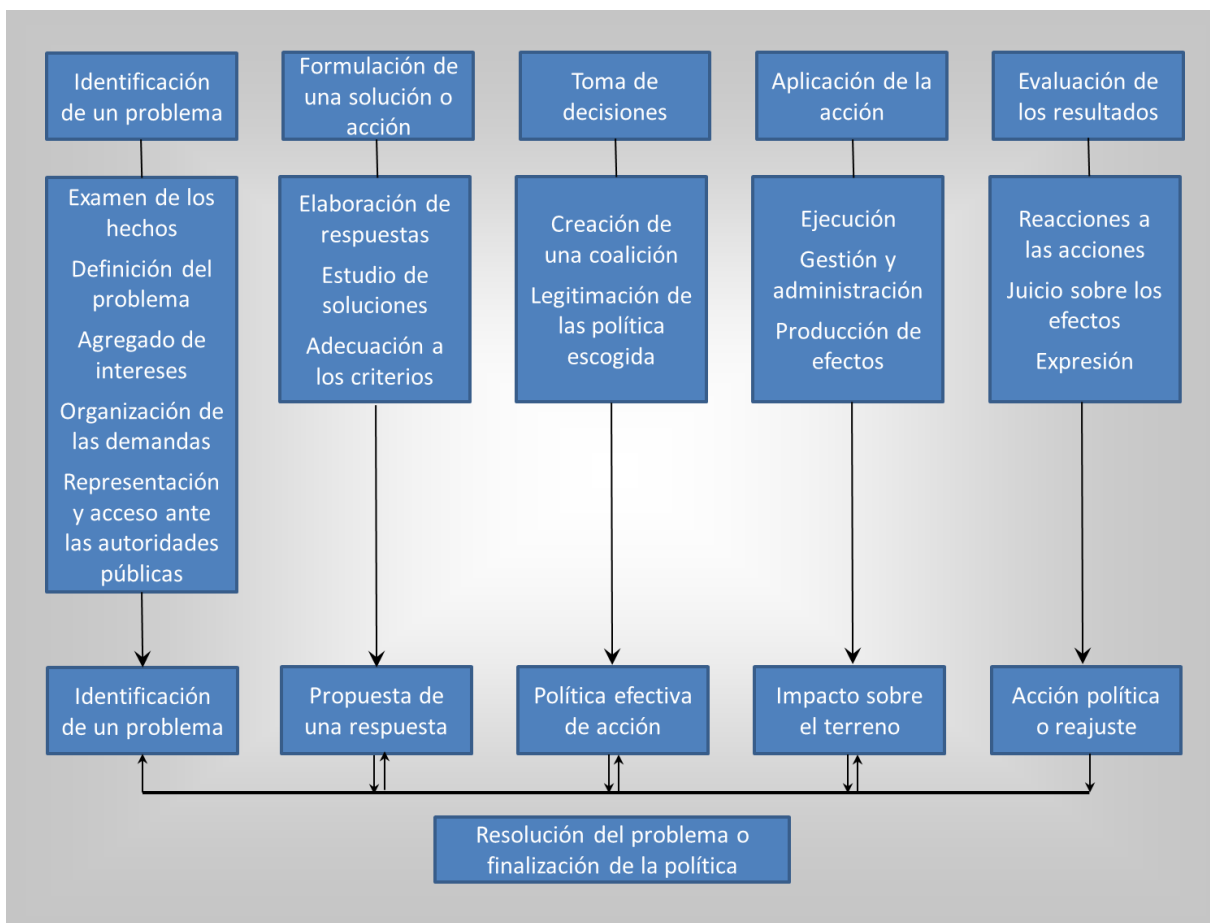 Identificación
de un problema
Formulación de
una solución o
acción
Toma de
decisiones
Aplicación de la
acción
Evaluación de
los resultados
Examen de los
hechos
Definición del
problema
Agregado de
intereses
Organización de
las demandas
Representación
y acceso ante
las autoridades
públicas
Elaboración de
respuestas
Estudio de
soluciones
Adecuación a
los criterios
Creación de
una coalición
Legitimación de
las política
escogida
Ejecución
Gestión y
administración
Producción de
efectos
Reacciones a
las acciones
Juicio sobre los
efectos
Expresión
Identificación
de un problema
Propuesta de
una respuesta
Política efectiva
de acción
Impacto sobre
el terreno
Acción política
o reajuste
Resolución del problema o
finalización de la política